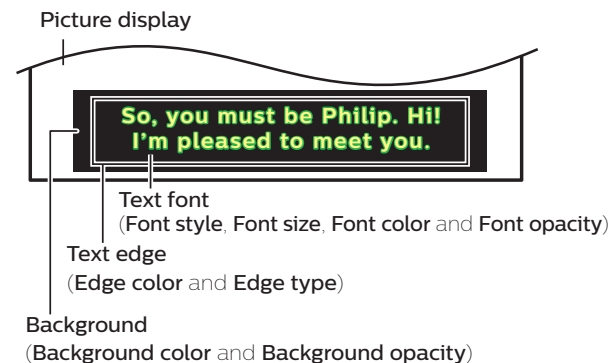 Picture display
So, you must be Philip. Hi!
I'm pleased to meet you.
Text font
(Font style, Font size, Font color and Font opacity)
Text edge
(Edge color and Edge type)
Background
(Background color and Background opacity)